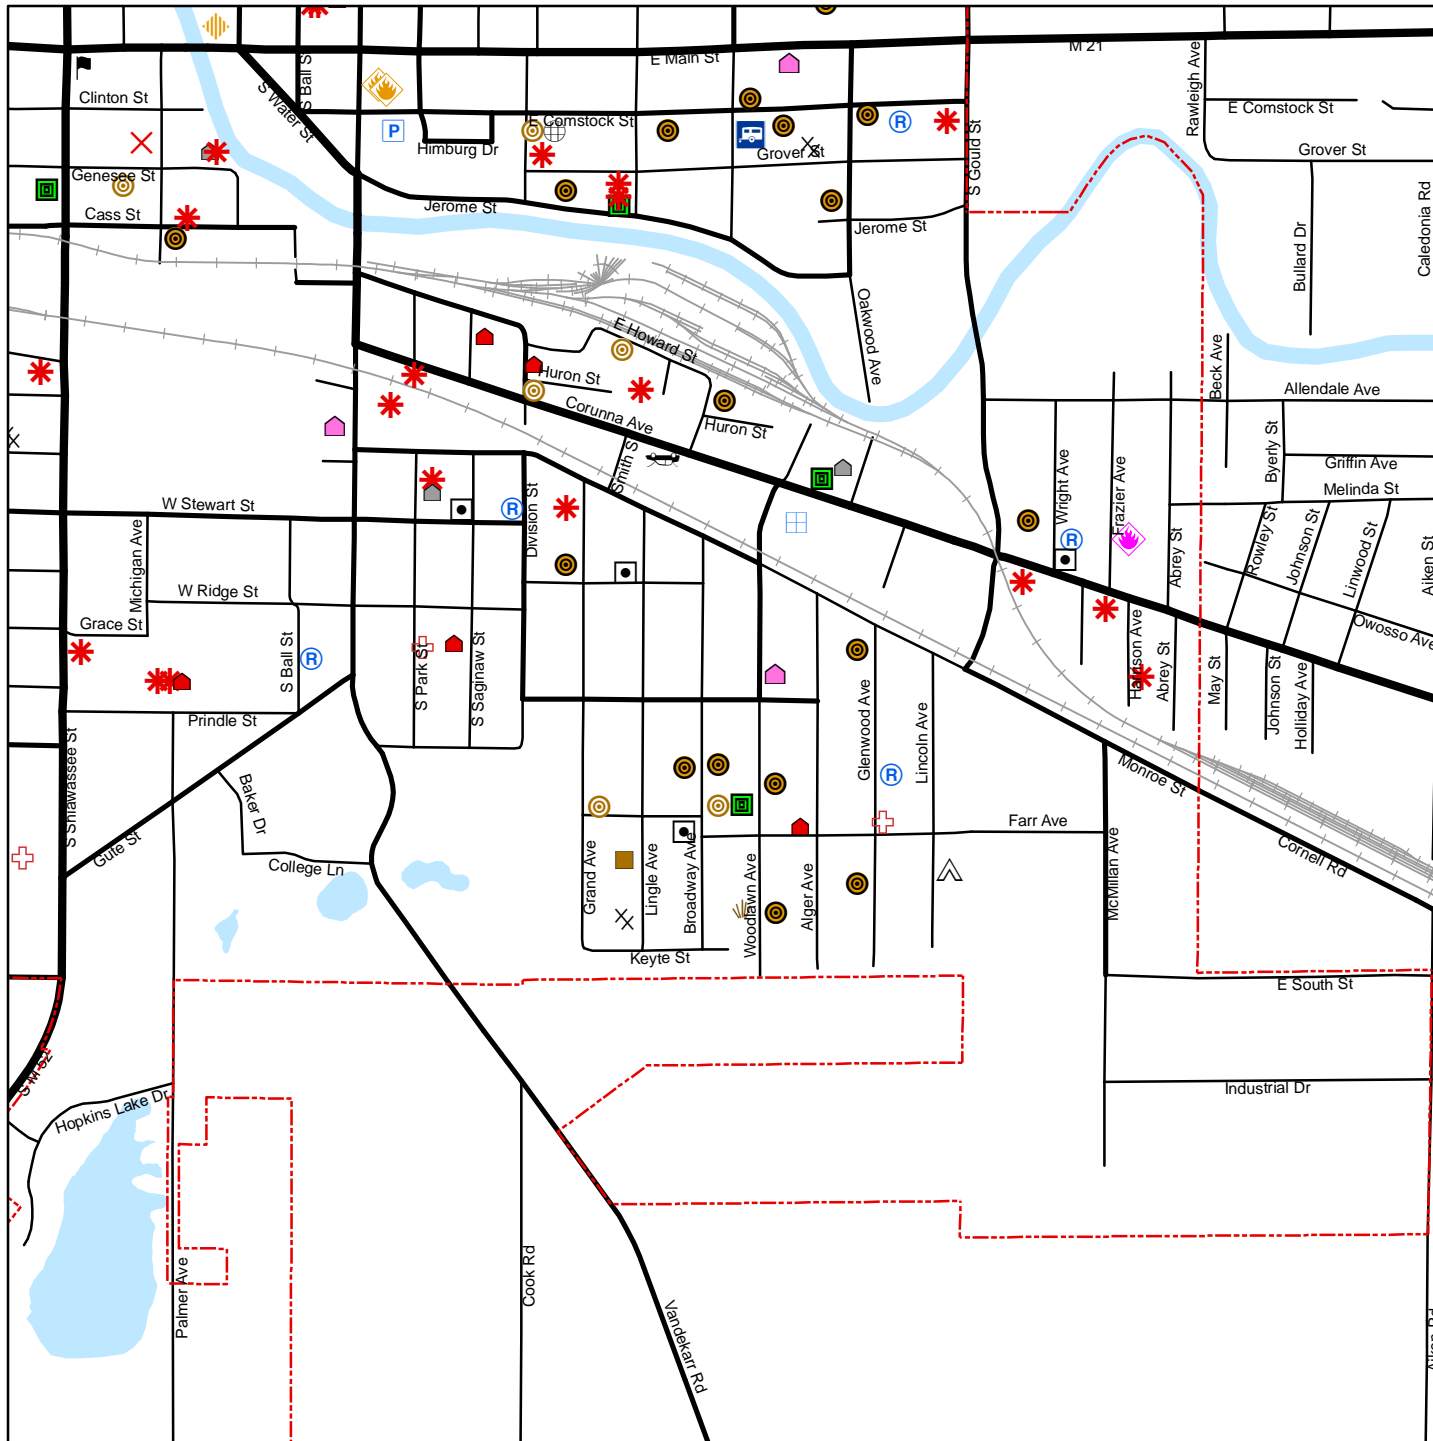 M 21
E Main St
S Ball St
Rawleigh Ave
Clinton St
S Water St
E Comstock St
E Comstock St
P
R
Himburg Dr
Grover St
Grover St
S Gould St
Genesee St
Cass St
Jerome St
Jerome St
Caledonia Rd
Bullard Dr
Oakwood Ave
E Howard St
Beck Ave
Huron St
Allendale Ave
Corunna Ave
Huron St
Byerly St
Griffin Ave
Smith S
Wright Ave
Frazier Ave
Melinda St
W Stewart St
R
Division St
R
Rowley St
Johnson St
Linwood St
Michigan Ave
Abrey St
Aiken St
W Ridge St
Grace St
Owosso Ave
S Ball St
R
S Park St
S Saginaw St
Harrison Ave
Abrey St
May St
Johnson St
Holliday Ave
Prindle St
Glenwood Ave
Lincoln Ave
S Shiawassee St
R
Monroe St
Baker Dr
Farr Ave
Gute St
College Ln
Cornell Rd
Grand Ave
Lingle Ave
Broadway Ave
Woodlawn Ave
Alger Ave
McMillan Ave
Keyte St
E South St
S M 52
Hopkins Lake Dr
Industrial Dr
Palmer Ave
Cook Rd
Vandekarr Rd
Aiken Rd